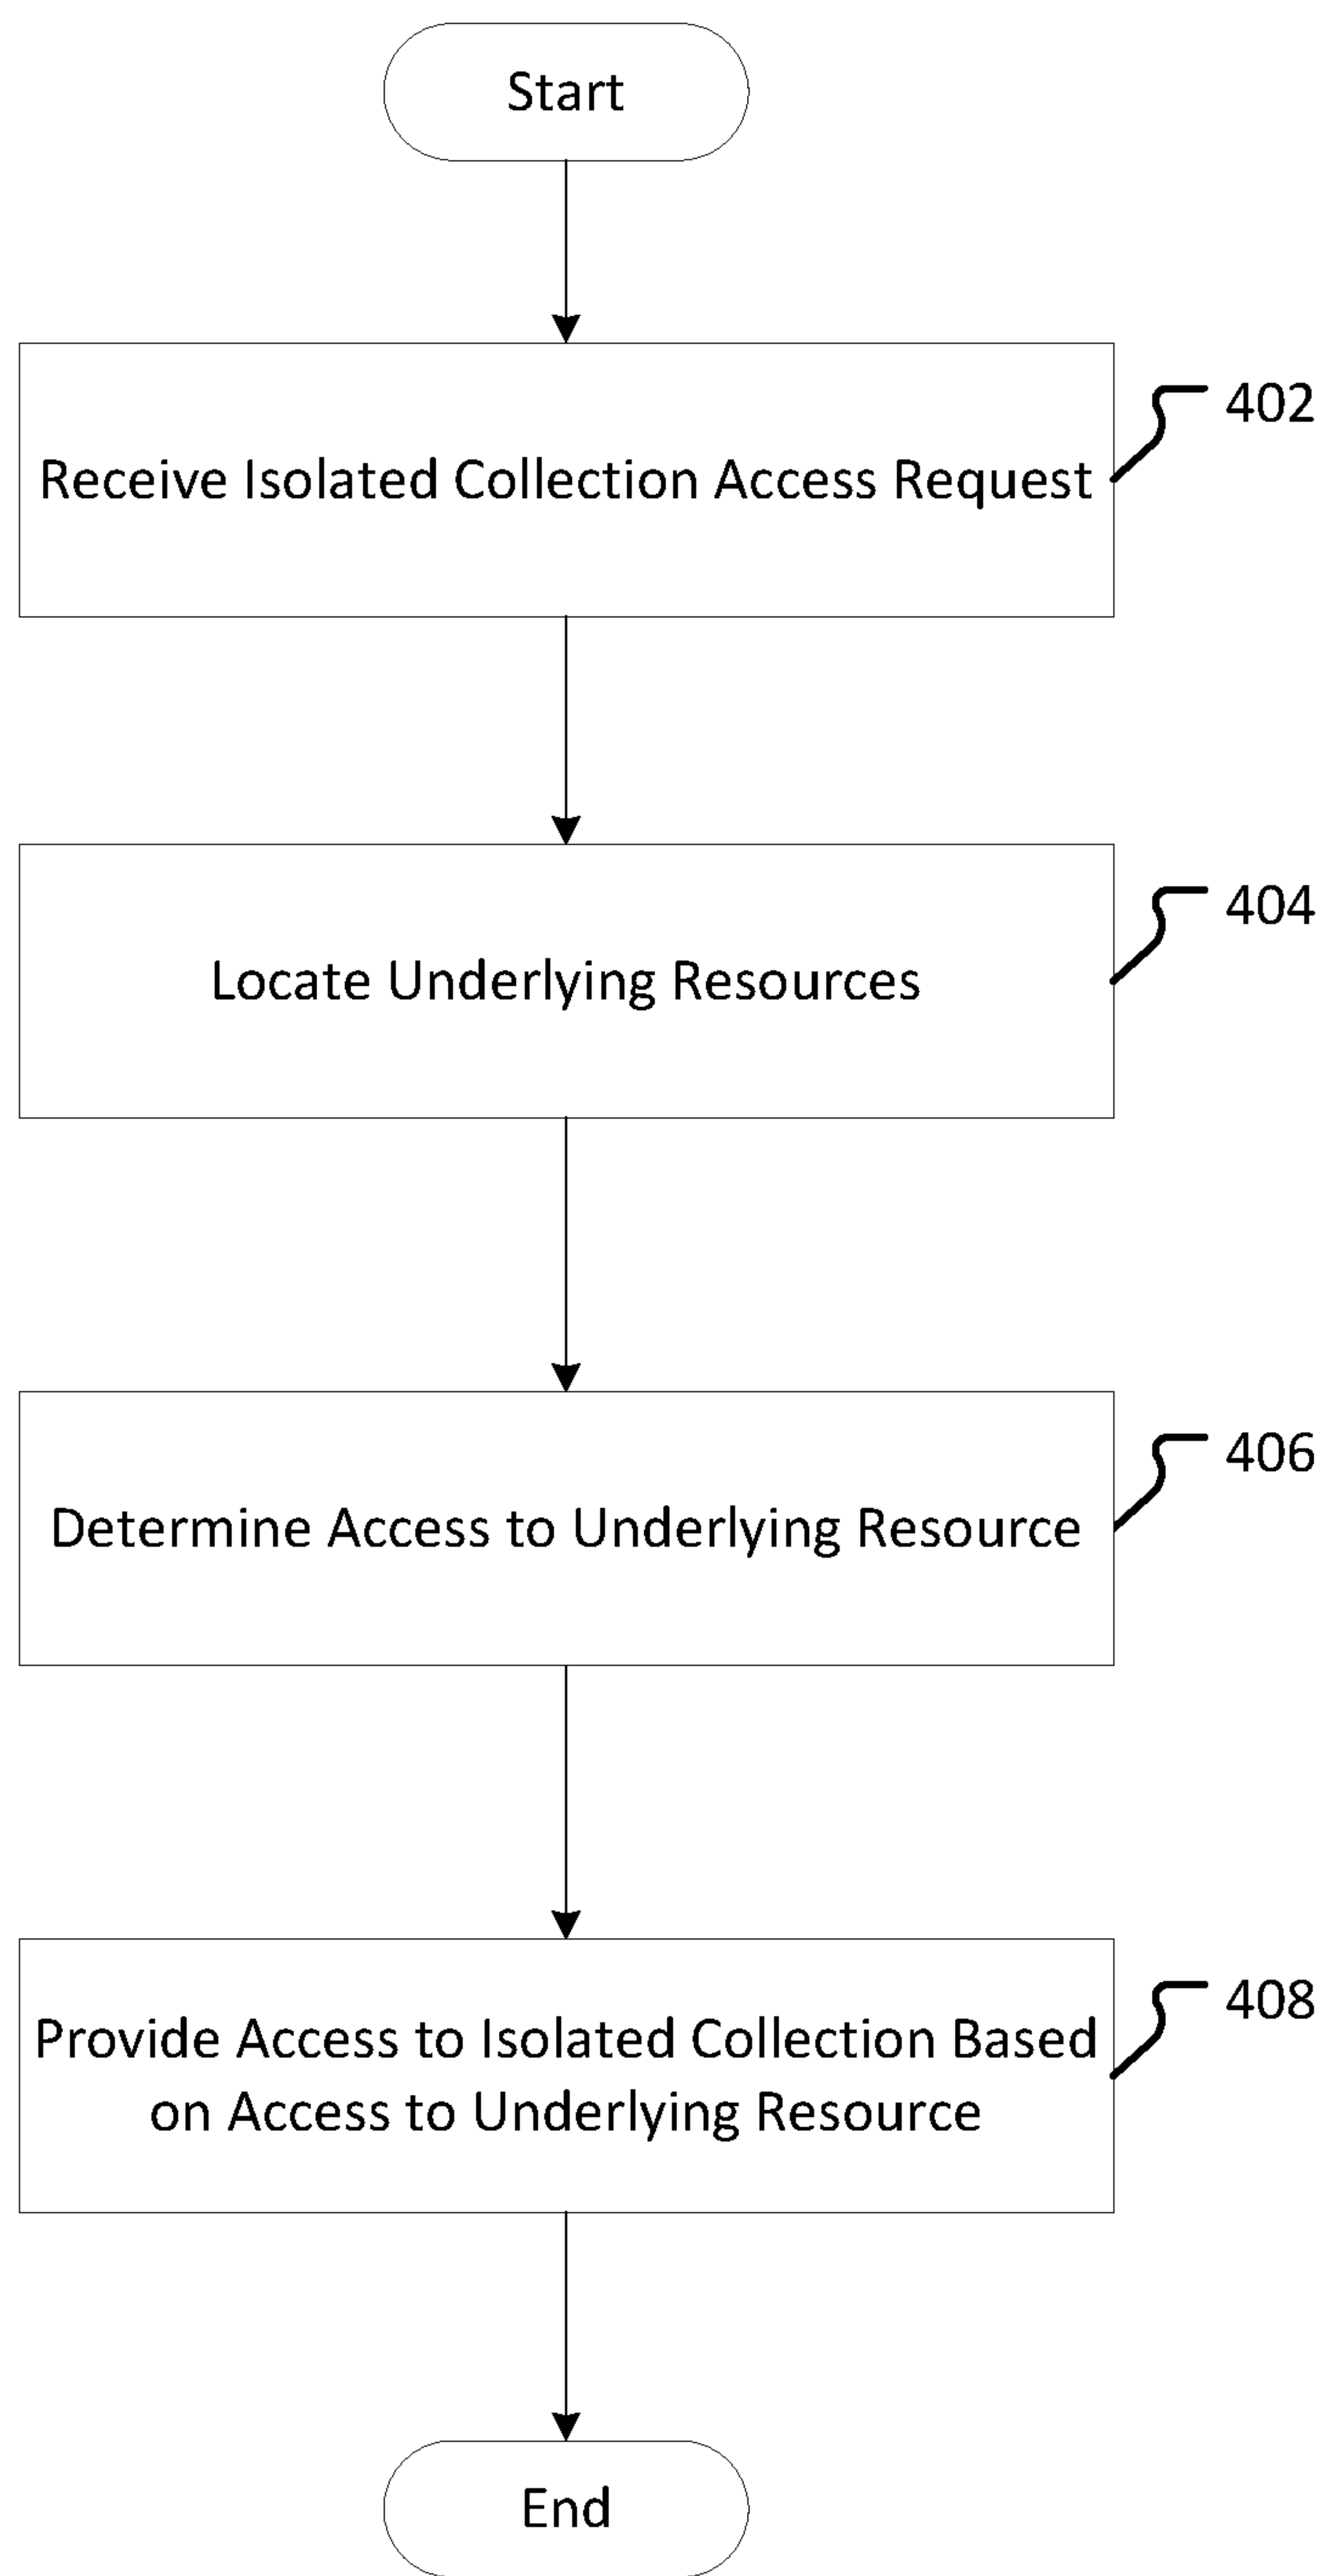 Start
Receive Isolated Collection Access Request
402
Locate Underlying Resources
404
Determine Access to Underlying Resource
406
Provide Access to Isolated Collection Based
on Access to Underlying Resource
408
End